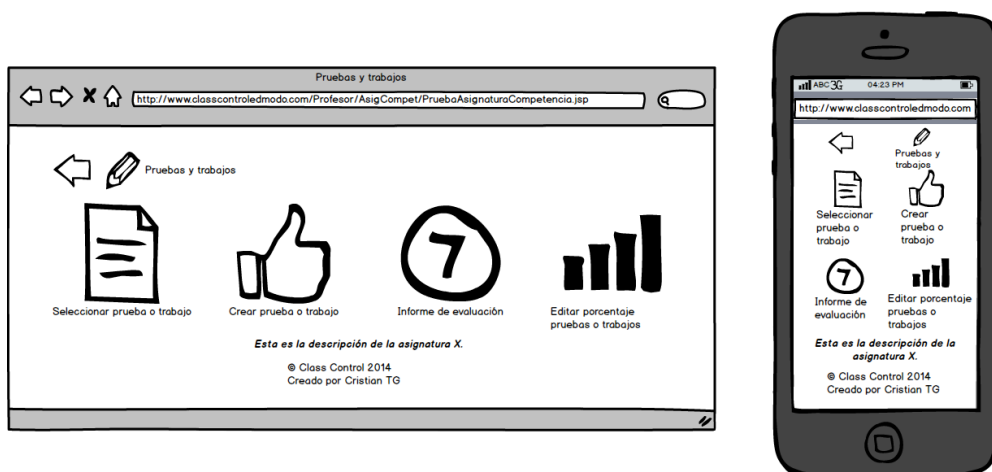 Pruebas y trabajos
http://www.classcontroledmodo.com/Profesor/AsigCompet/PruebaAsignaturaCompetencia.jsp
Pruebas y trabajos
Seleccionar prueba o trabajo
Crear prueba o trabajo
7
Informe de evaluación
Editar porcentaje
pruebas o trabajos
Esta es la descripción de la asignatura X.
© Class Control 2014
Creado por Cristian TG
ABC 3G 04:23 PM
http://www.classcontroledmodo.com
Pruebas y
trabajos
Seleccionar
prueba o
trabajo
Crear
prueba o
trabajo
7
Informe de
evaluación
Editar porcentaje
pruebas o
trabajos
Esta es la descripción de la
asignatura X.
© Class Control 2014
Creado por Cristian TG